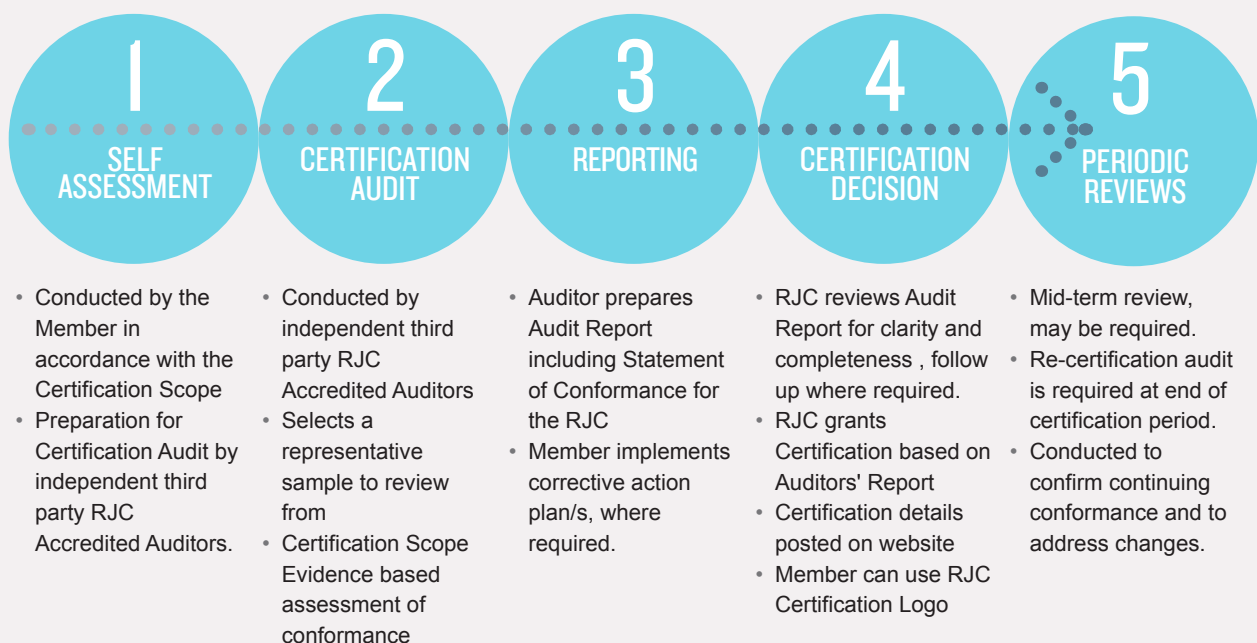 1
SELF
ASSESSMENT
• Conducted by the
Member in
accordance with the
Certification Scope
• Preparation for
Certification Audit by
independent third
party RJC
Accredited Auditors.
2
CERTIFICATION
AUDIT
• Conducted by
independent third
party RJC
Accredited Auditors
• Selects a
representative
sample to review
from
• Certification Scope
Evidence based
assessment of
conformance
3
REPORTING
• Auditor prepares
Audit Report
including Statement
of Conformance for
the RJC
• Member implements
corrective action
plan/s, where
required.
4
CERTIFICATION
DECISION
• RJC reviews Audit
Report for clarity and
completeness , follow
up where required.
• RJC grants
Certification based on
Auditors' Report
• Certification details
posted on website
• Member can use RJC
Certification Logo
5
PERIODIC
REVIEWS
• Mid-term review,
may be required.
• Re-certification audit
is required at end of
certification period.
• Conducted to
confirm continuing
conformance and to
address changes.